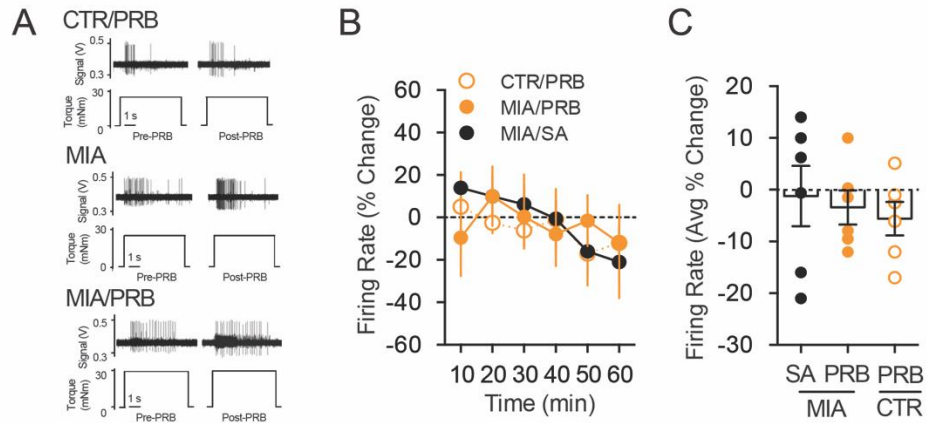 A
CTR/PRB
Signal (V)
0.5
0.3
Torque (mNm)
30
0
1 s
Pre-PRB
Post-PRB
MIA
Signal (V)
0.5
0.3
Torque (mNm)
30
0
1 s
Pre-PRB
Post-PRB
MIA/PRB
Signal (V)
0.5
0.3
Torque (mNm)
30
0
1 s
Pre-PRB
Post-PRB
B
CTR/PRB
MIA/PRB
MIA/SA
Firing Rate (% Change)
60
40
20
0
-20
-40
-60
10 20 30 40 50 60
Time (min)
C
Firing Rate (Avg % Change)
20
10
0
-10
-20
-30
SA PRB PRB
MIA CTR